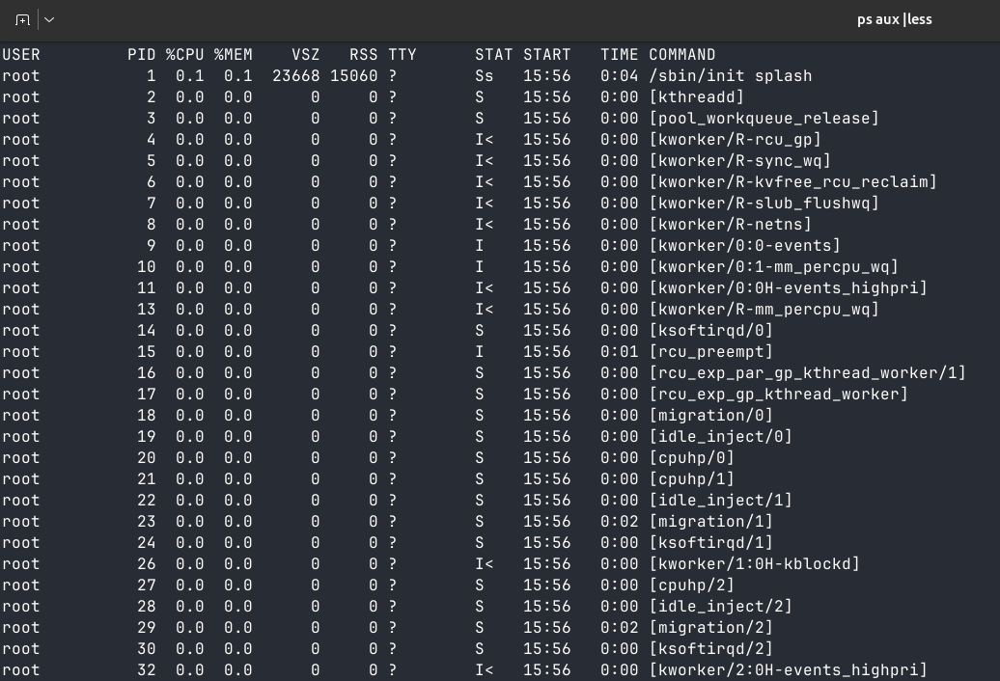 ps aux |less
USER         PID %CPU %MEM    VSZ   RSS TTY      STAT START   TIME COMMAND
root           1  0.1  0.1  23668 15060 ?        Ss   15:56   0:04 /sbin/init splash
root           2  0.0  0.0      0     0 ?        S    15:56   0:00 [kthreadd]
root           3  0.0  0.0      0     0 ?        S    15:56   0:00 [pool_workqueue_release]
root           4  0.0  0.0      0     0 ?        I<   15:56   0:00 [kworker/R-rcu_gp]
root           5  0.0  0.0      0     0 ?        I<   15:56   0:00 [kworker/R-sync_wq]
root           6  0.0  0.0      0     0 ?        I<   15:56   0:00 [kworker/R-kvfree_rcu_reclaim]
root           7  0.0  0.0      0     0 ?        I<   15:56   0:00 [kworker/R-slub_flushwq]
root           8  0.0  0.0      0     0 ?        I<   15:56   0:00 [kworker/R-netns]
root           9  0.0  0.0      0     0 ?        I    15:56   0:00 [kworker/0:0-events]
root          10  0.0  0.0      0     0 ?        I    15:56   0:00 [kworker/0:1-mm_percpu_wq]
root          11  0.0  0.0      0     0 ?        I<   15:56   0:00 [kworker/0:0H-events_highpri]
root          13  0.0  0.0      0     0 ?        I<   15:56   0:00 [kworker/R-mm_percpu_wq]
root          14  0.0  0.0      0     0 ?        S    15:56   0:00 [ksoftirqd/0]
root          15  0.0  0.0      0     0 ?        I    15:56   0:01 [rcu_preempt]
root          16  0.0  0.0      0     0 ?        S    15:56   0:00 [rcu_exp_par_gp_kthread_worker/1]
root          17  0.0  0.0      0     0 ?        S    15:56   0:00 [rcu_exp_gp_kthread_worker]
root          18  0.0  0.0      0     0 ?        S    15:56   0:00 [migration/0]
root          19  0.0  0.0      0     0 ?        S    15:56   0:00 [idle_inject/0]
root          20  0.0  0.0      0     0 ?        S    15:56   0:00 [cpuhp/0]
root          21  0.0  0.0      0     0 ?        S    15:56   0:00 [cpuhp/1]
root          22  0.0  0.0      0     0 ?        S    15:56   0:00 [idle_inject/1]
root          23  0.0  0.0      0     0 ?        S    15:56   0:02 [migration/1]
root          24  0.0  0.0      0     0 ?        S    15:56   0:00 [ksoftirqd/1]
root          26  0.0  0.0      0     0 ?        I<   15:56   0:00 [kworker/1:0H-kblockd]
root          27  0.0  0.0      0     0 ?        S    15:56   0:00 [cpuhp/2]
root          28  0.0  0.0      0     0 ?        S    15:56   0:00 [idle_inject/2]
root          29  0.0  0.0      0     0 ?        S    15:56   0:02 [migration/2]
root          30  0.0  0.0      0     0 ?        S    15:56   0:00 [ksoftirqd/2]
root          32  0.0  0.0      0     0 ?        I<   15:56   0:00 [kworker/2:0H-events_highpri]